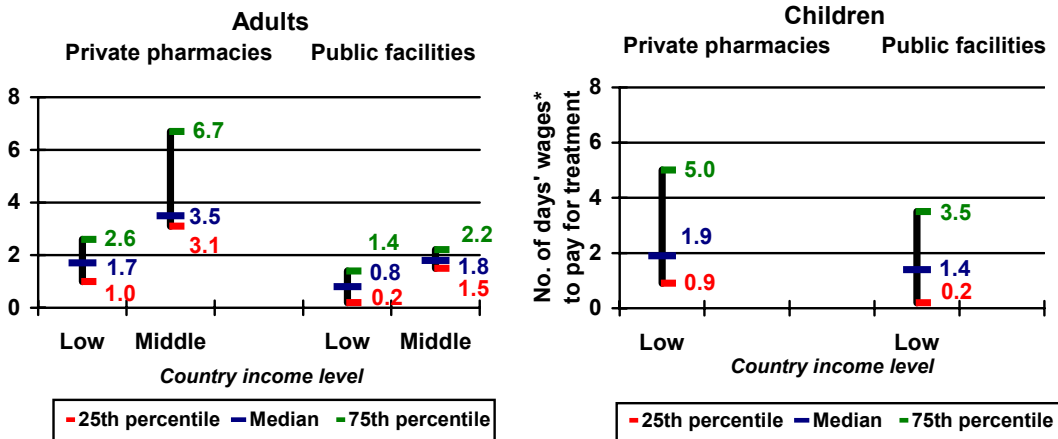 Adults
Private pharmacies Public facilities
8
6
4
2
0
6.7
3.5
3.1
2.6
1.7
1.0
1.4
0.8
0.2
2.2
1.8
1.5
Low Middle Low Middle
Country income level
25th percentile Median 75th percentile
Children
Private pharmacies Public facilities
No. of days' wages*
to pay for treatment
8
6
4
2
0
5.0
1.9
0.9
3.5
1.4
0.2
Low Low
Country income level
25th percentile Median 75th percentile